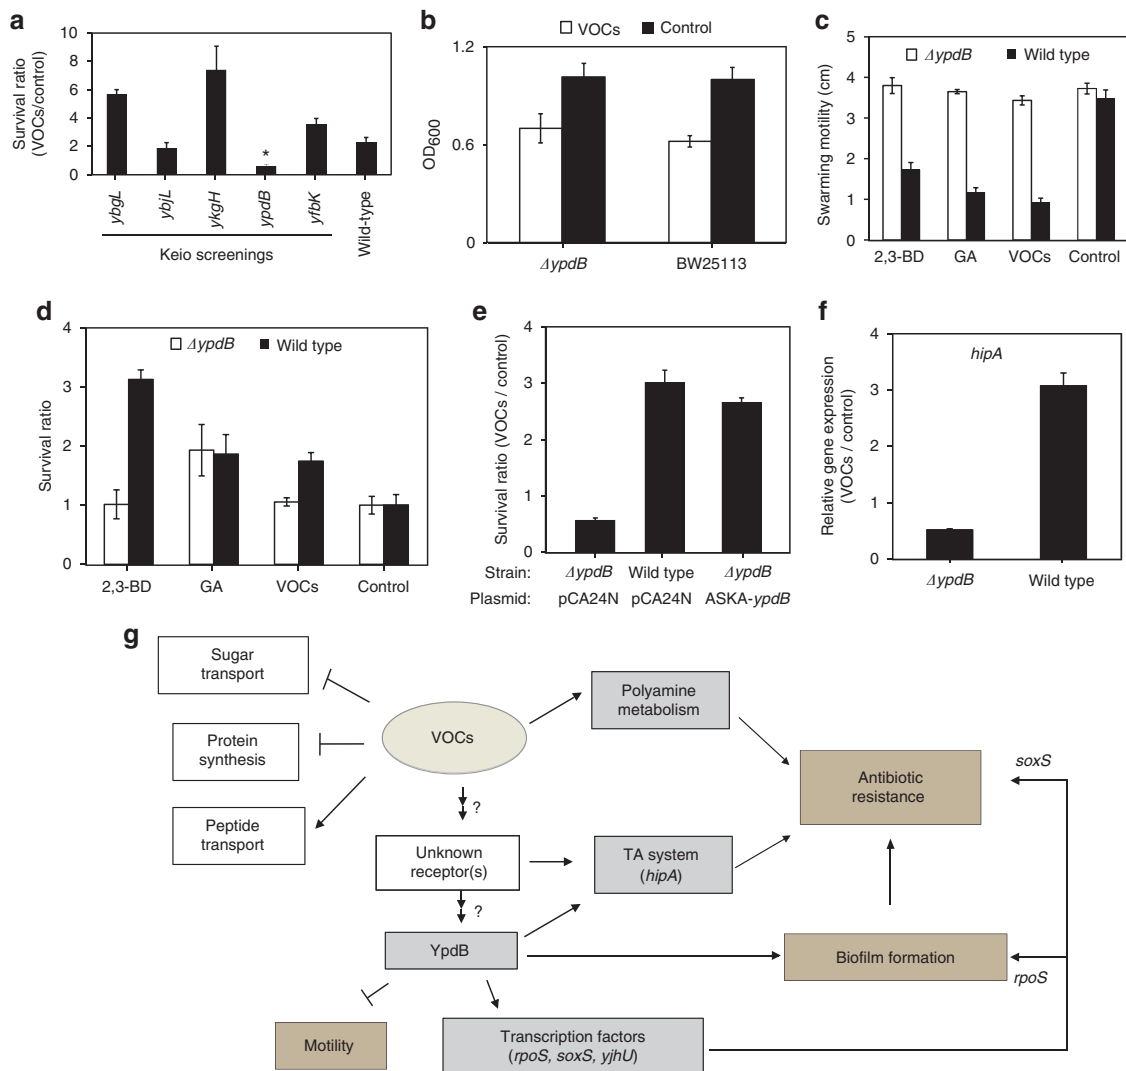 a
Survival ratio
(VOCs/control)
10
8
6
4
2
0
*
ybgL
ybjL
ykgH
ypdB
yfbK
Wild-type
Keio screenings
b
VOCs Control
OD600
1.2
0.6
0
ΔypdB BW25113
c
Swarming motility (cm)
5
4
3
2
1
0
ΔypdB Wild type
2,3-BD GA VOCs Control
d
Survival ratio
4
3
2
1
0
ΔypdB Wild type
2,3-BD GA VOCs Control
e
Survival ratio (VOCs / control)
4
3
2
1
0
Strain: ΔypdB Wild type ΔypdB
Plasmid: pCA24N pCA24N ASKA-ypdB
f
Relative gene expression
(VOCs / control)
4
3
2
1
0
hipA
ΔypdB Wild type
g
Sugar
transport
Protein
synthesis
Peptide
transport
VOCs
?
Unknown
receptor(s)
?
YpdB
Motility
Polyamine
metabolism
TA system
(hipA)
Transcription factors
(rpoS, soxS, yjhU)
Antibiotic
resistance
Biofilm formation
soxS
rpoS